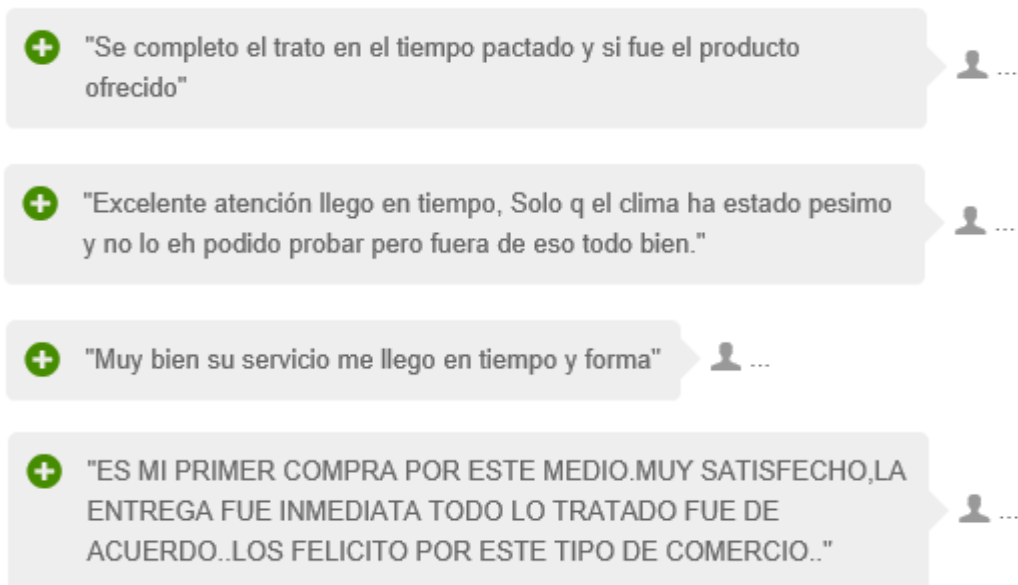 "Se completo el trato en el tiempo pactado y si fue el producto
ofrecido"
...
"Excelente atención llego en tiempo, Solo q el clima ha estado pesimo
y no lo eh podido probar pero fuera de eso todo bien."
...
"Muy bien su servicio me llego en tiempo y forma"
...
"ES MI PRIMER COMPRA POR ESTE MEDIO.MUY SATISFECHO,LA
ENTREGA FUE INMEDIATA TODO LO TRATADO FUE DE
ACUERDO..LOS FELICITO POR ESTE TIPO DE COMERCIO.."
...